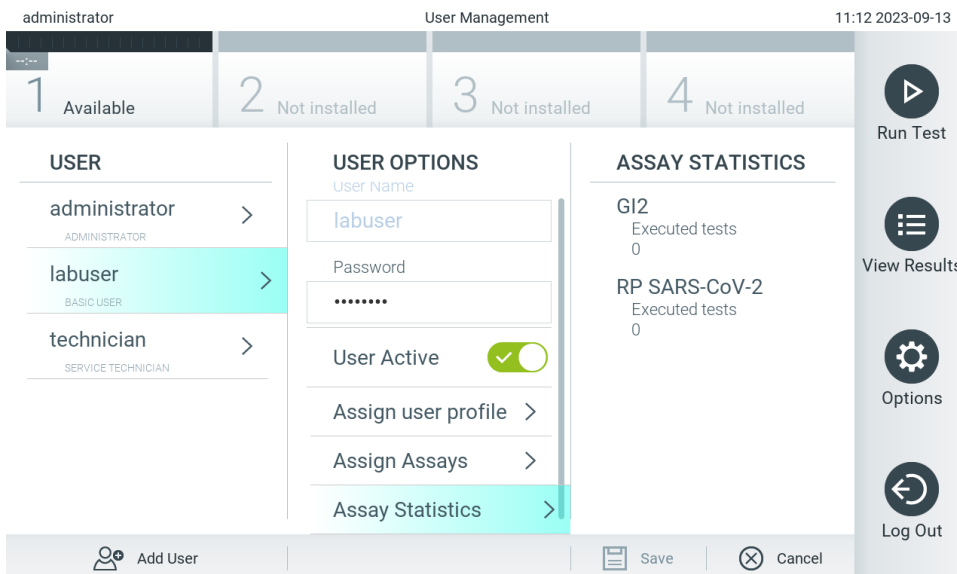 administrator
User Management
11:12 2023-09-13
--:--
1 Available
2 Not installed
3 Not installed
4 Not installed
USER
administrator
ADMINISTRATOR
labuser
BASIC USER
technician
SERVICE TECHNICIAN
Add User
USER OPTIONS
User Name
labuser
Password
••••••••
User Active
Assign user profile
Assign Assays
Assay Statistics
ASSAY STATISTICS
GI2
Executed tests
0
RP SARS-CoV-2
Executed tests
0
Save
Cancel
Run Test
View Results
Options
Log Out